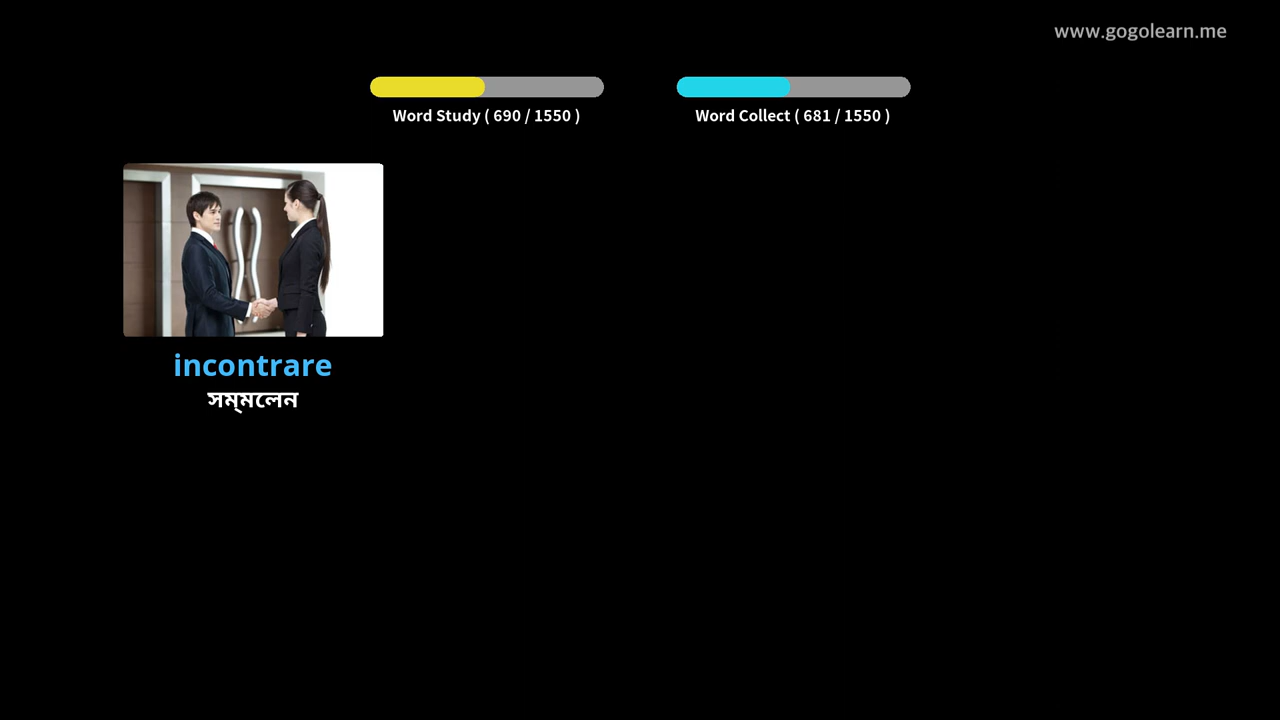 www.gogolearn.me
Word Study ( 690 / 1550 )
Word Collect ( 681 / 1550 )
incontrare
সম্মলেন